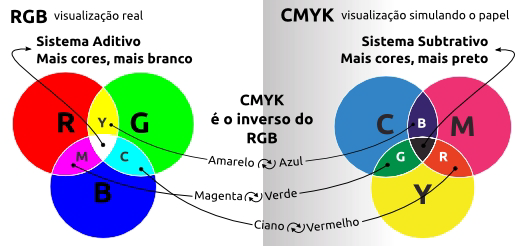 RGB visualização real
Sistema Aditivo
Mais cores, mais branco
R
Y
G
M
C
B
CMYK
é o inverso do
RGB
Amarelo Azul
Magenta Verde
Ciano Vermelho
CMYK visualização simulando o papel
Sistema Subtrativo
Mais cores, mais preto
C
B
M
G
R
Y